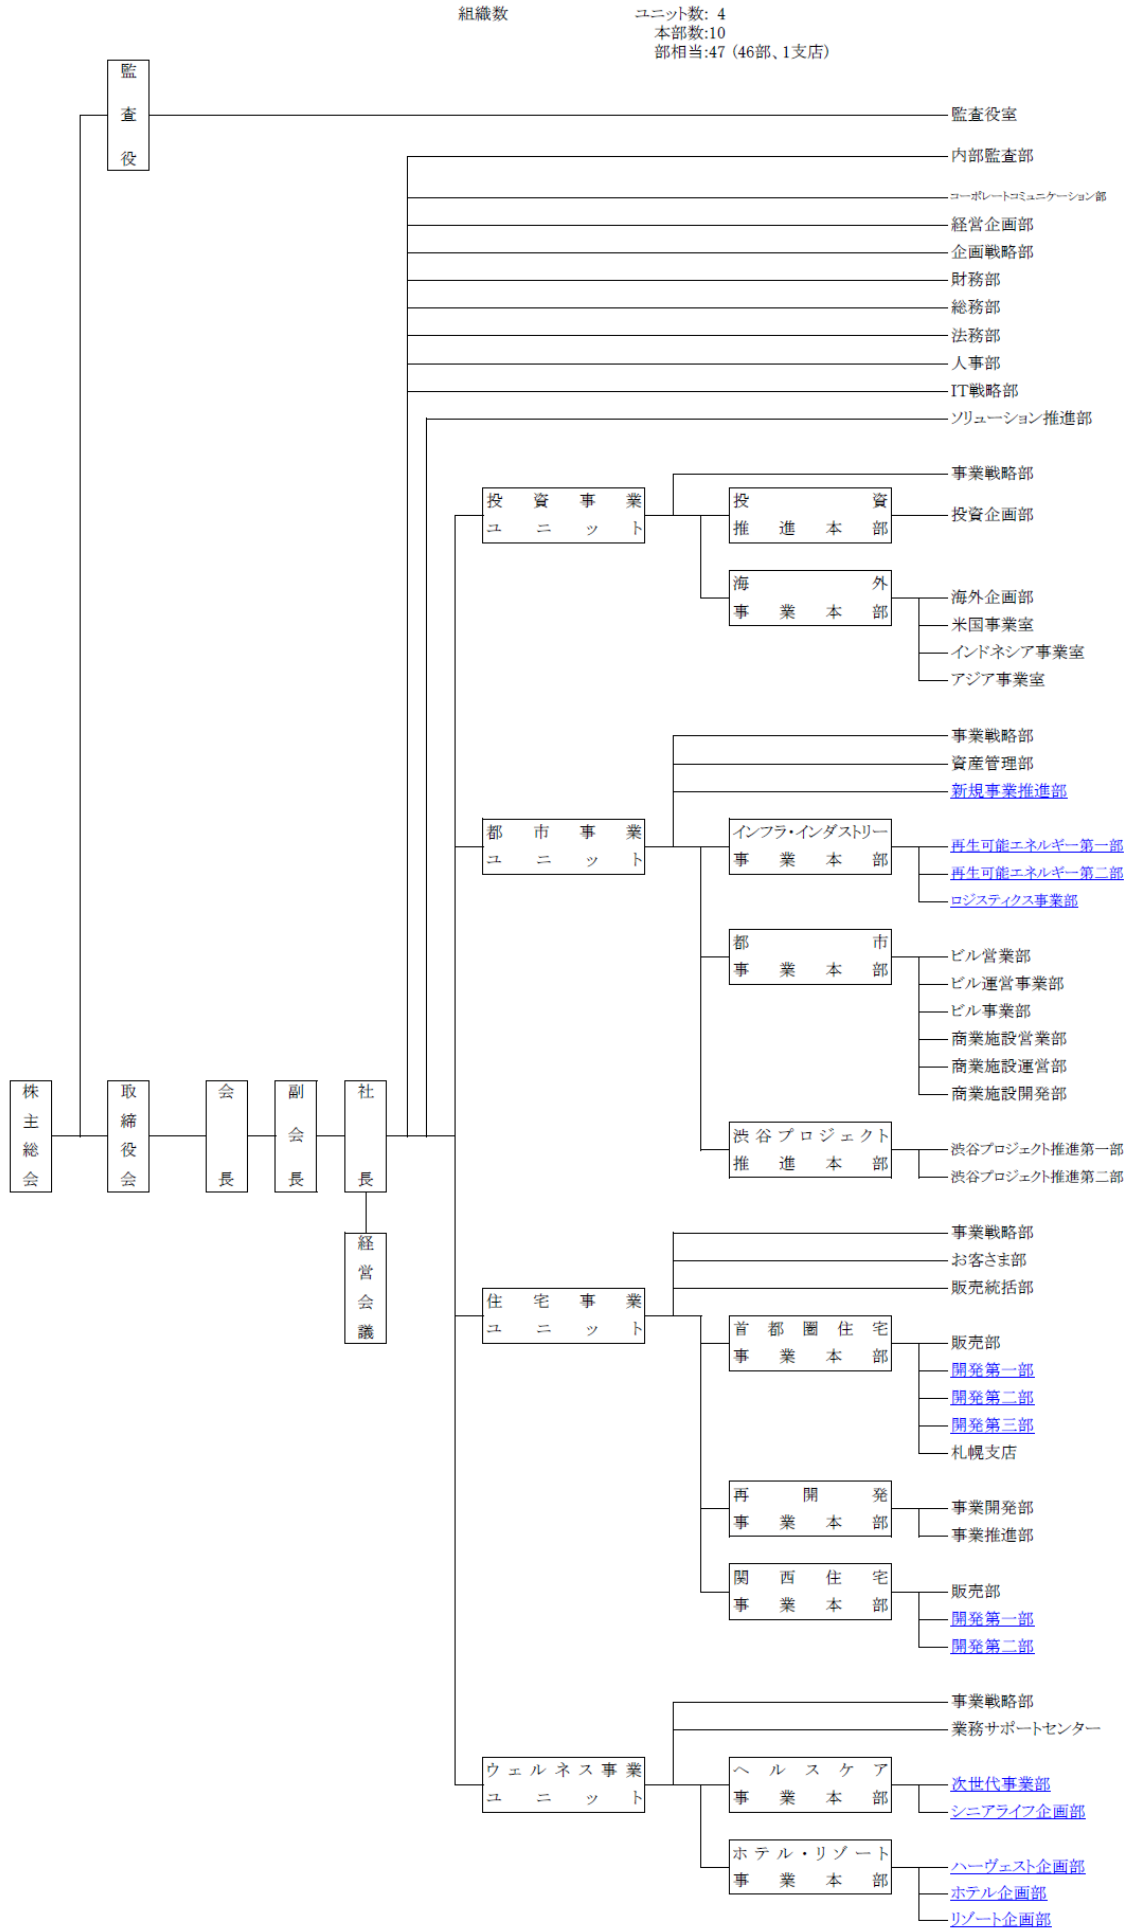 組織数 ユニット数: 4
本部数:10
部相当:47 (46部、1支店)
監査役
監査役室
内部監査部
コーポレートコミュニケーション部
経営企画部
企画戦略部
財務部
総務部
法務部
人事部
IT戦略部
ソリューション推進部
事業戦略部
投資事業
ユニット
投資
推進本部
投資企画部
海外
事業本部
海外企画部
米国事業室
インドネシア事業室
アジア事業室
事業戦略部
資産管理部
新規事業推進部
都市事業
ユニット
インフラ・インダストリー
事業本部
再生可能エネルギー第一部
再生可能エネルギー第二部
ロジスティクス事業部
都市
事業本部
ビル営業部
ビル運営事業部
ビル事業部
商業施設営業部
商業施設運営部
商業施設開発部
株主総会
取締役会
会長
副会長
社長
経営会議
渋谷プロジェクト
推進本部
渋谷プロジェクト推進第一部
渋谷プロジェクト推進第二部
事業戦略部
お客さま部
販売統括部
住宅事業
ユニット
首都圏住宅
事業本部
販売部
開発第一部
開発第二部
開発第三部
札幌支店
再開発
事業本部
事業開発部
事業推進部
関西住宅
事業本部
販売部
開発第一部
開発第二部
事業戦略部
業務サポートセンター
ウェルネス事業
ユニット
ヘルスケア
事業本部
次世代事業部
シニアライフ企画部
ホテル・リゾート
事業本部
ハーヴェスト企画部
ホテル企画部
リゾート企画部